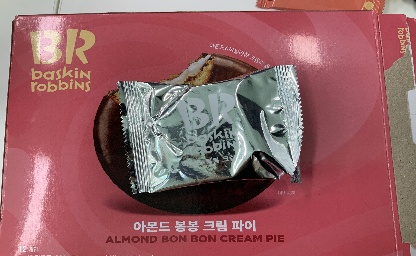 BR
baskin
robbins
BR
baskin
robbins
아몬드 봉봉 크림 파이
ALMOND BON BON CREAM PIE
robbins